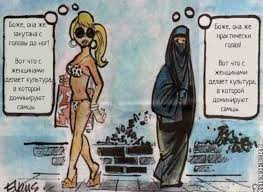 Боже, она же
закутана с
головы до ног!
Вот что с
женщинами
делает культура,
в которой
доминируют
самцы.
Боже, она же
практически
голая!
Вот что с
женщинами
делает культура
в которой
доминируют
самцы.